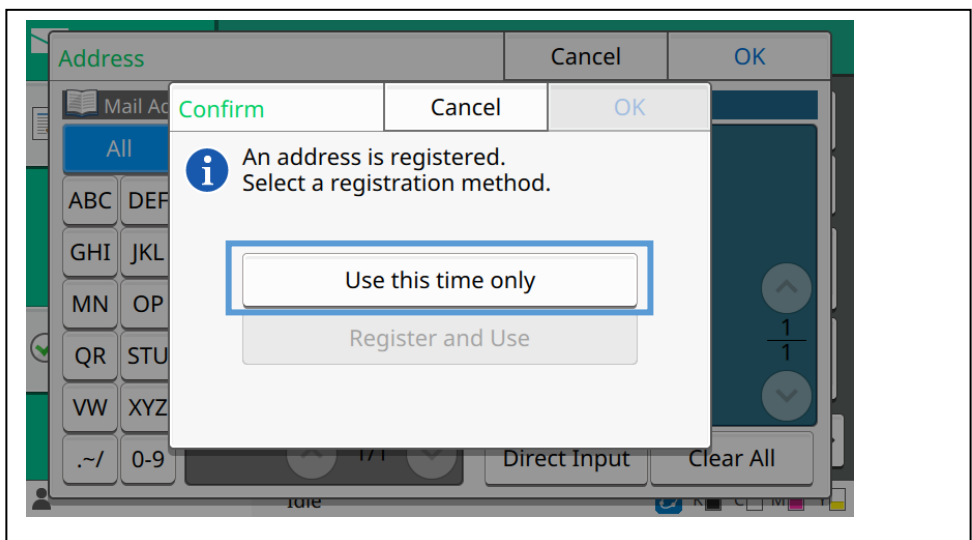 Address
Cancel
OK
Mail Ad
Confirm
Cancel
OK
All
An address is registered.
Select a registration method.
ABC DEF
GHI JKL
Use this time only
MN OP
Register and Use
1
1
QR STU
VW XYZ
.~/ 0-9
1/1
Direct Input
Clear All
Idle
K C M Y